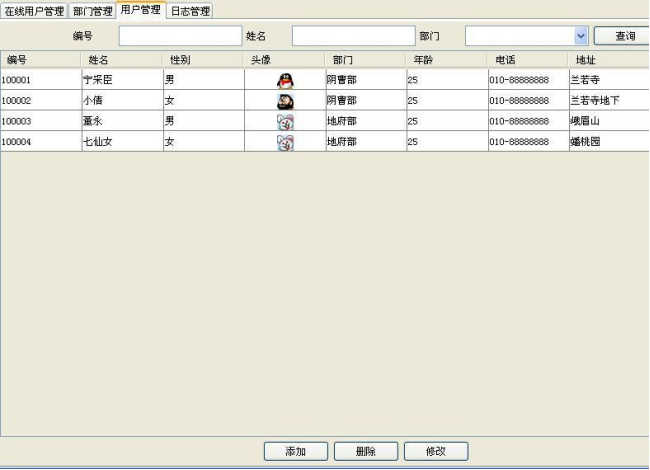 在线用户管理 部门管理 用户管理 日志管理
编号 姓名 部门 查询
编号 姓名 性别 头像 部门 年龄 电话 地址
100001 宁采臣 男 阴曹部 25 010-88888888 兰若寺
100002 小倩 女 阴曹部 25 010-88888888 兰若寺地下
100003 董永 男 地府部 25 010-88888888 峨眉山
100004 七仙女 女 地府部 25 010-88888888 蟠桃园
添加 删除 修改